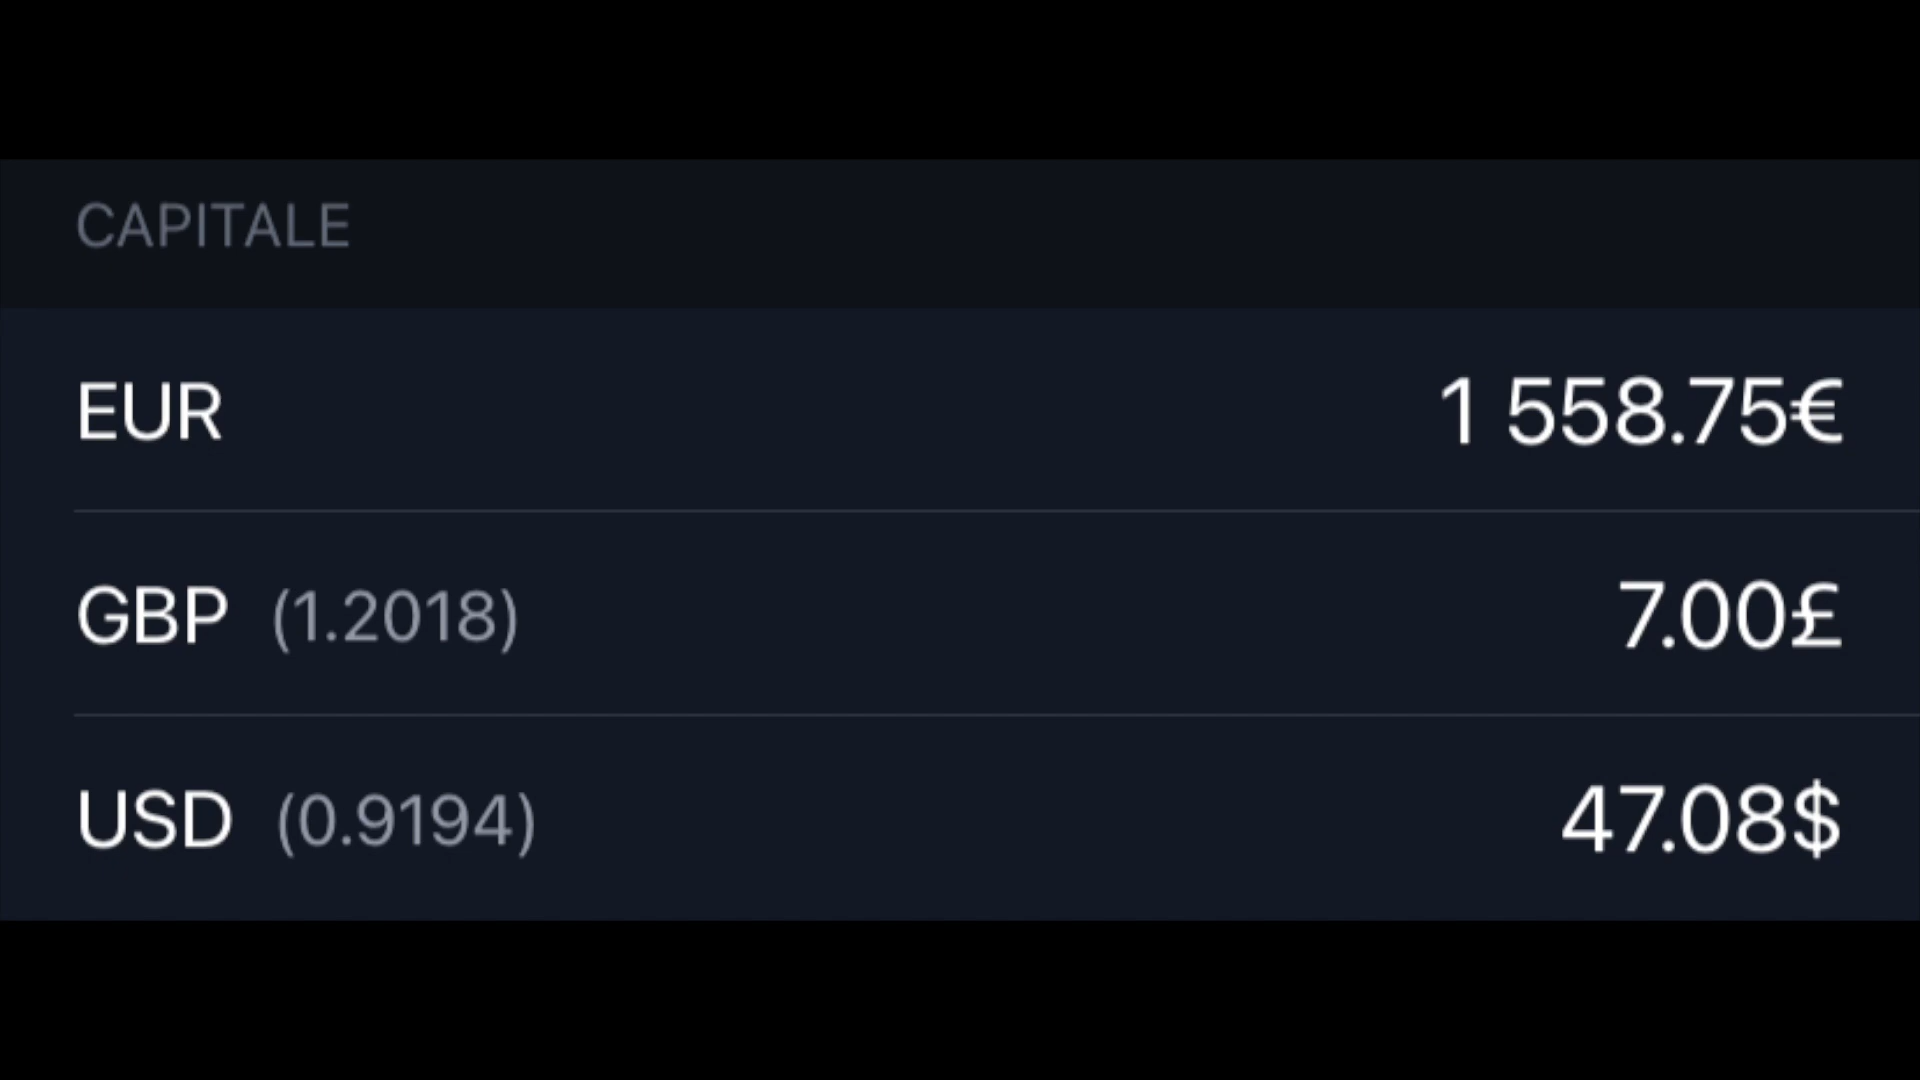 CAPITALE
EUR 1 558.75€
GBP (1.2018) 7.00£
USD (0.9194) 47.08$